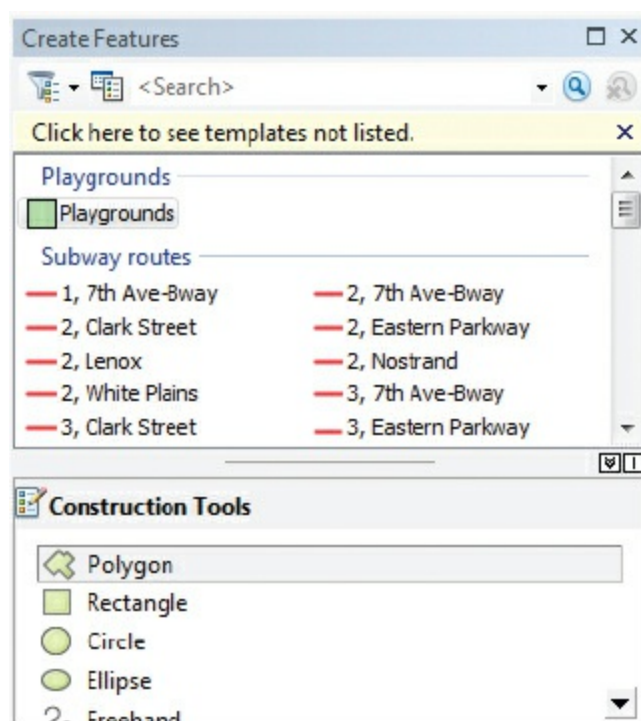 Create Features
<Search>
Click here to see templates not listed.
Playgrounds
Playgrounds
Subway routes
1, 7th Ave-Bway 2, 7th Ave-Bway
2, Clark Street 2, Eastern Parkway
2, Lenox 2, Nostrand
2, White Plains 3, 7th Ave-Bway
3, Clark Street 3, Eastern Parkway
Construction Tools
Polygon
Rectangle
Circle
Ellipse
Freehand